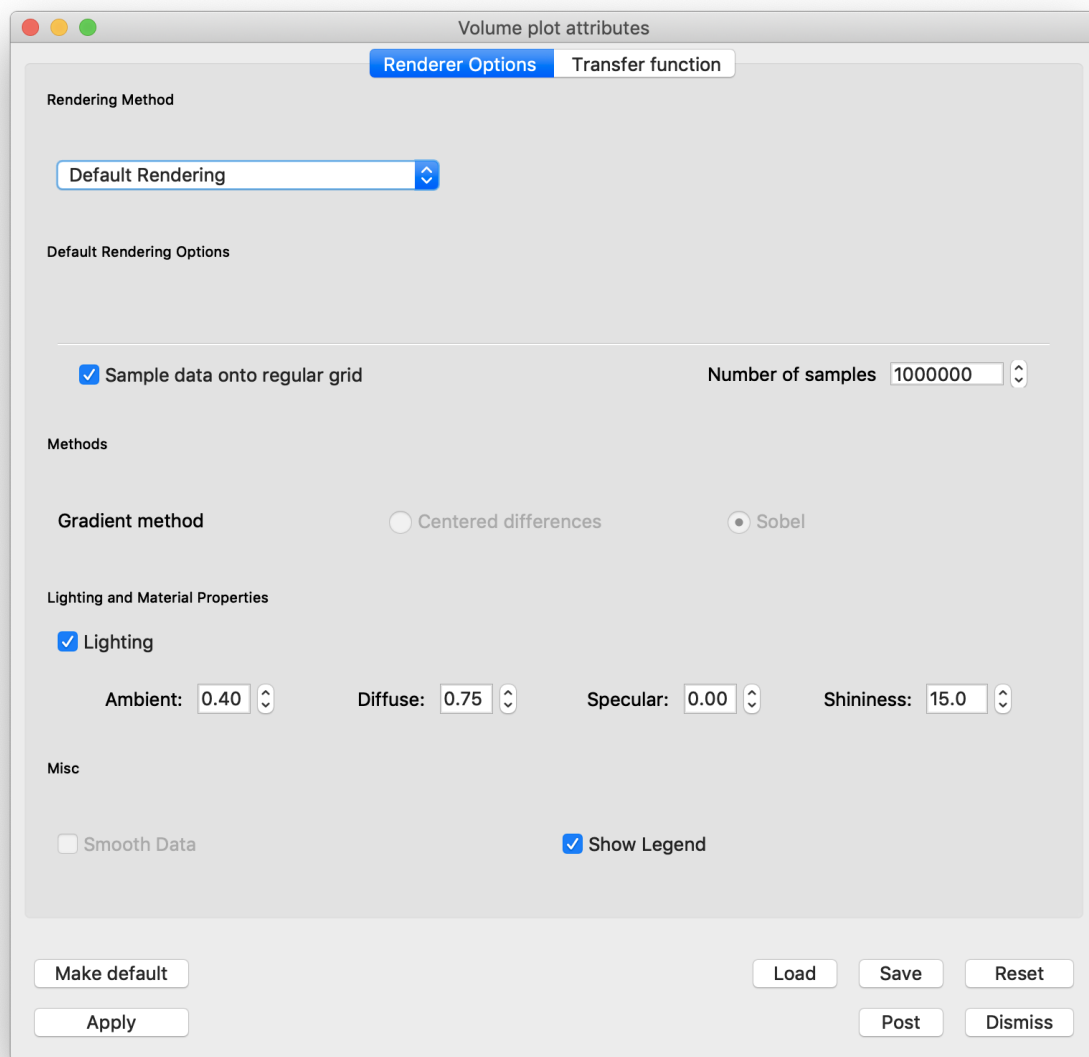 Volume plot attributes
Renderer Options Transfer function
Rendering Method
Default Rendering
Default Rendering Options
Sample data onto regular grid Number of samples 1000000
Methods
Gradient method Centered differences Sobel
Lighting and Material Properties
Lighting
Ambient: 0.40 Diffuse: 0.75 Specular: 0.00 Shininess: 15.0
Misc
Smooth Data Show Legend
Make default Load Save Reset
Apply Post Dismiss